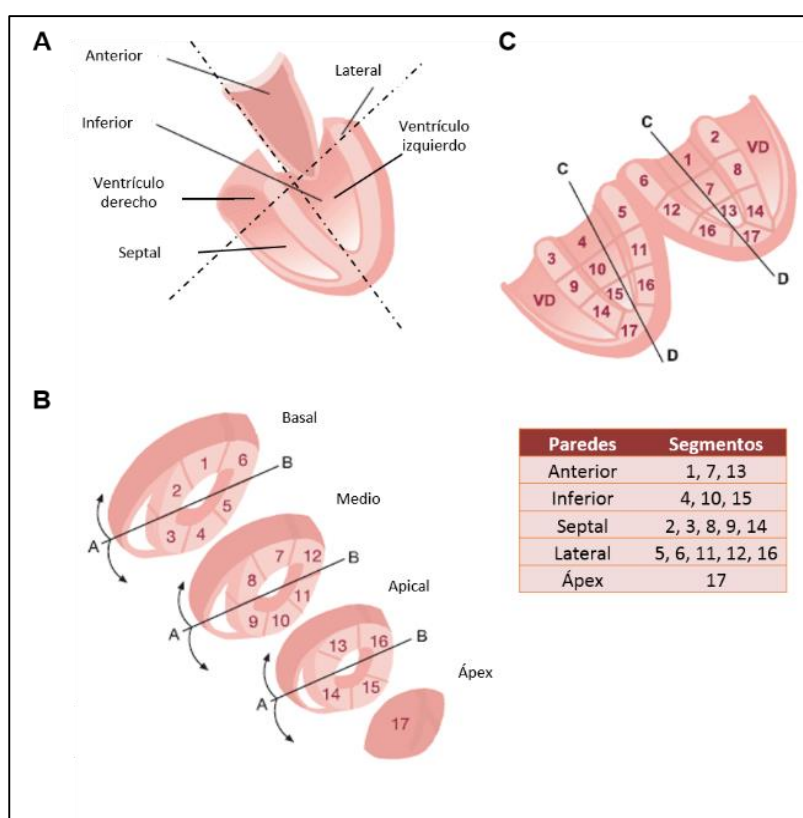 A
Anterior
Lateral
Inferior
Ventrículo
izquierdo
Ventrículo
derecho
Septal
C
C
2
VD
1
8
C
6
7
5
12
13
14
4
16
17
3
10
11
9
15
16
D
VD
14
17
D
B
Basal
1
6
B
2
5
3
4
A
Medio
7
12
B
8
11
A
9
10
Apical
13
16
B
14
15
A
Ápex
17
Paredes Segmentos
Anterior 1, 7, 13
Inferior 4, 10, 15
Septal 2, 3, 8, 9, 14
Lateral 5, 6, 11, 12, 16
Ápex 17